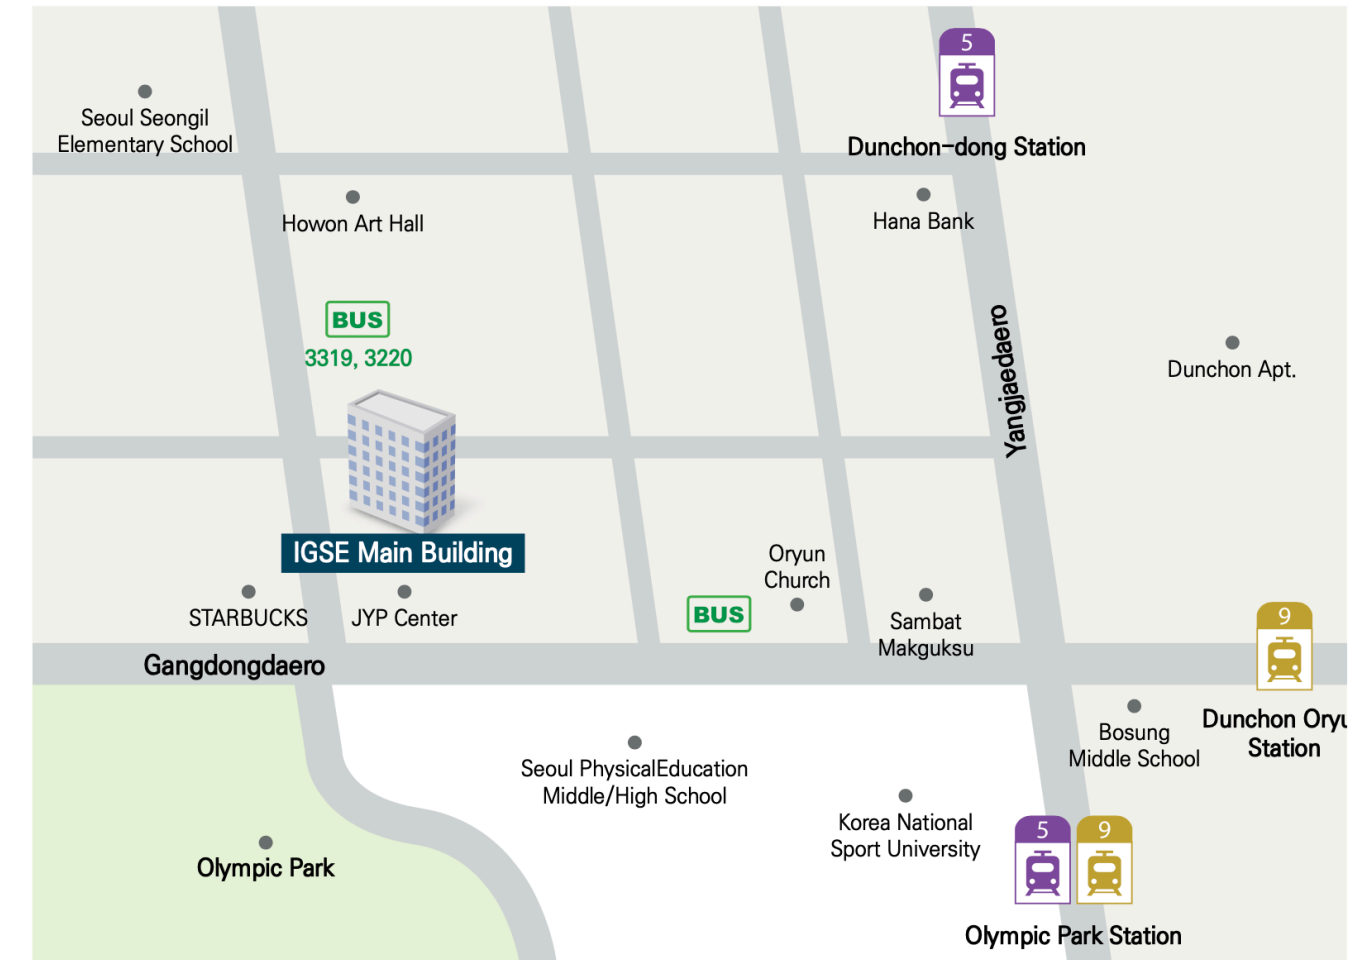 5
Dunchon-dong Station
Seoul Seongil
Elementary School
Howon Art Hall
Hana Bank
BUS
3319, 3220
Yangjaedaero
Dunchon Apt.
IGSE Main Building
STARBUCKS
JYP Center
BUS
Oryun
Church
Sambat
Makguksu
9
Dunchon Oryu
Station
Gangdongdaero
Bosung
Middle School
Seoul PhysicalEducation
Middle/High School
Korea National
Sport University
Olympic Park
5
9
Olympic Park Station